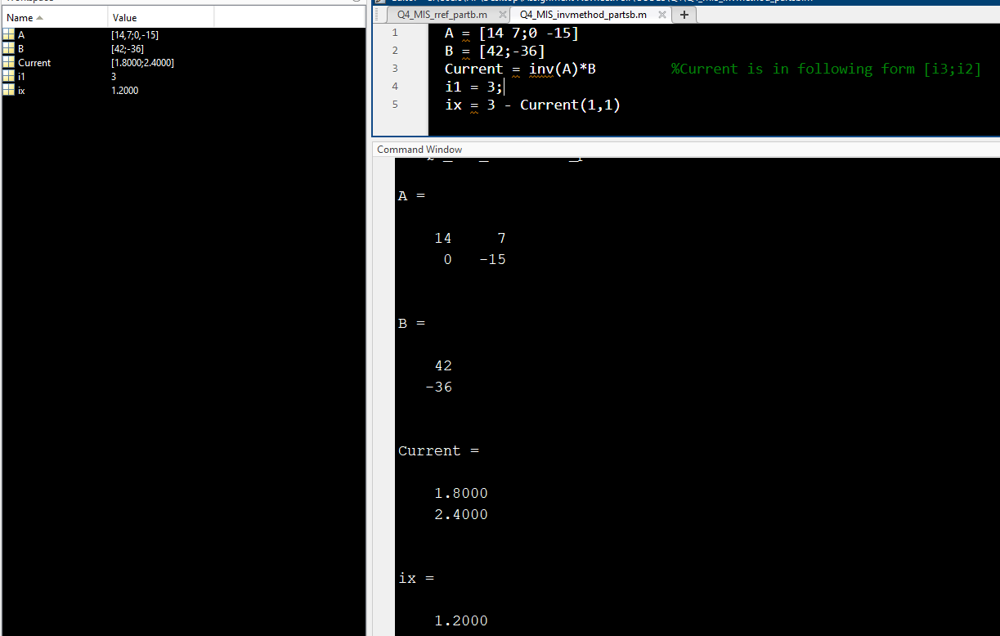 Name Value
A [14,7;0,-15]
B [42;-36]
Current [1.8000;2.4000]
i1 3
ix 1.2000
Q4_MIS_rref_partb.m × Q4_MIS_invmethod_partsb.m × +
1 A = [14 7;0 -15]
2 B = [42;-36]
3 Current = inv(A)*B %Current is in following form [i3;i2]
4 i1 = 3;
5 ix = 3 - Current(1,1)
Command Window
A =
14 7
0 -15
B =
42
-36
Current =
1.8000
2.4000
ix =
1.2000